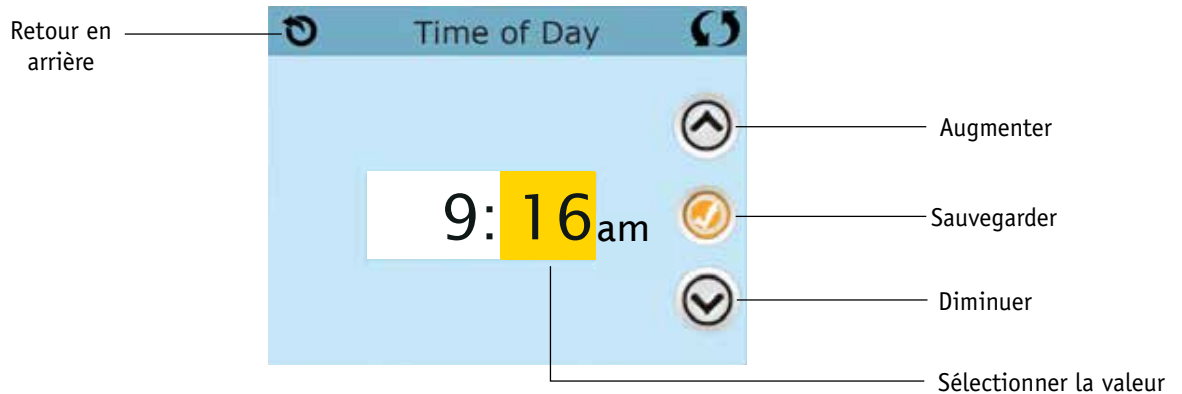 Retour en
arrière
Time of Day
Augmenter
9:16am
Sauvegarder
Diminuer
Sélectionner la valeur